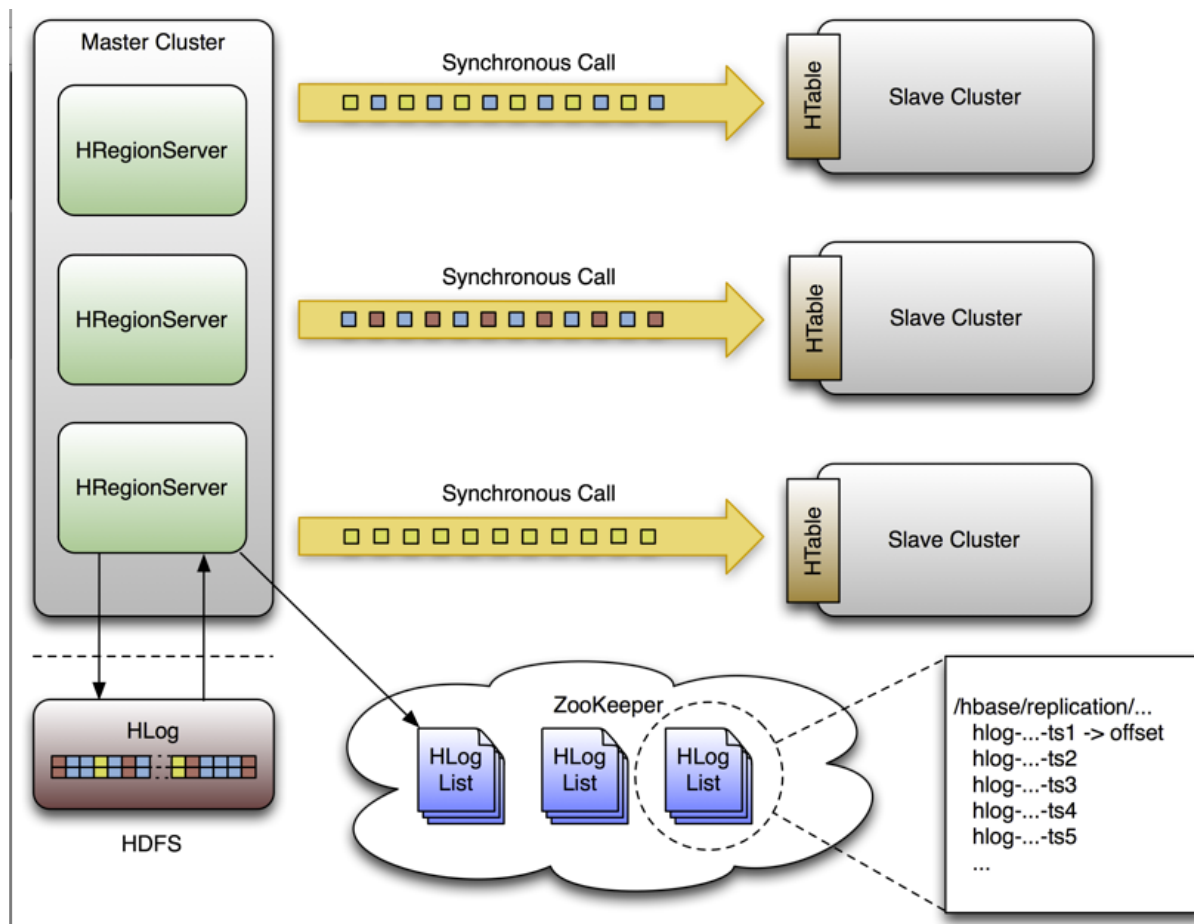 Master Cluster
HRegionServer
HRegionServer
HRegionServer
Synchronous Call
HTable
Slave Cluster
Synchronous Call
HTable
Slave Cluster
Synchronous Call
HTable
Slave Cluster
HLog
HDFS
ZooKeeper
HLog
List
HLog
List
HLog
List
/hbase/replication/...
hlog-...-ts1 -> offset
hlog-...-ts2
hlog-...-ts3
hlog-...-ts4
hlog-...-ts5
...